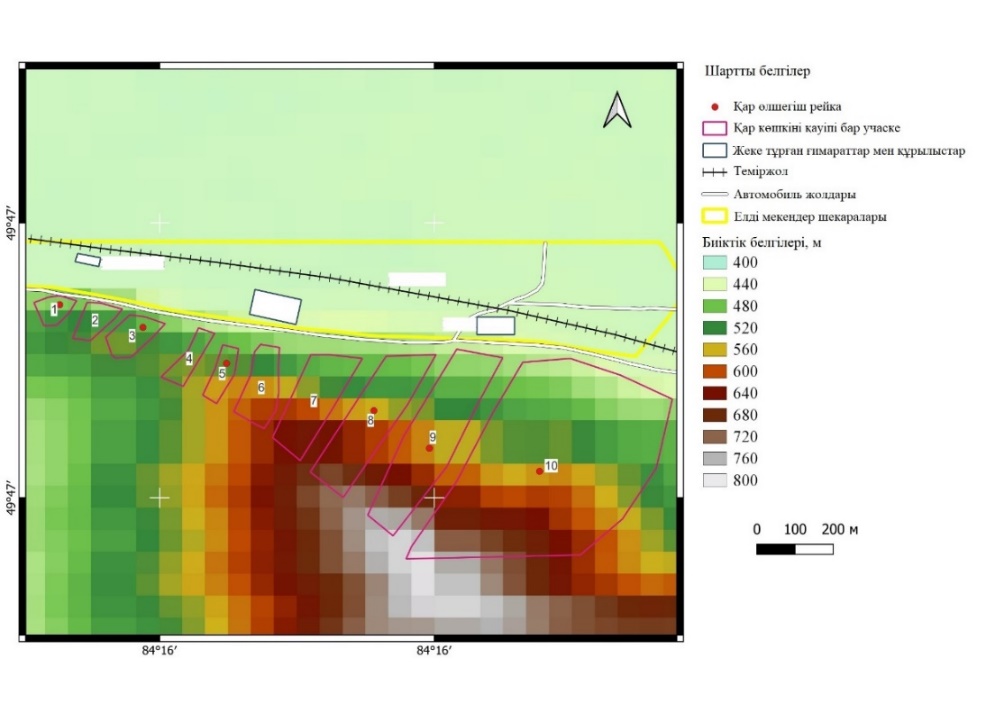 Шартты белгілер
Қар өлшегіш рейка
Қар көшкіні қауіпі бар учаске
Жеке тұрған ғимараттар мен құрылыстар
Теміржол
Автомобиль жолдары
Елді мекендер шекаралары
Биіктік белгілері, м
400
440
480
520
560
600
640
680
720
760
800
0 100 200 м
49°47′
49°47′
84°16′ 84°16′
1
2
3
4
5
6
7
8
9
10